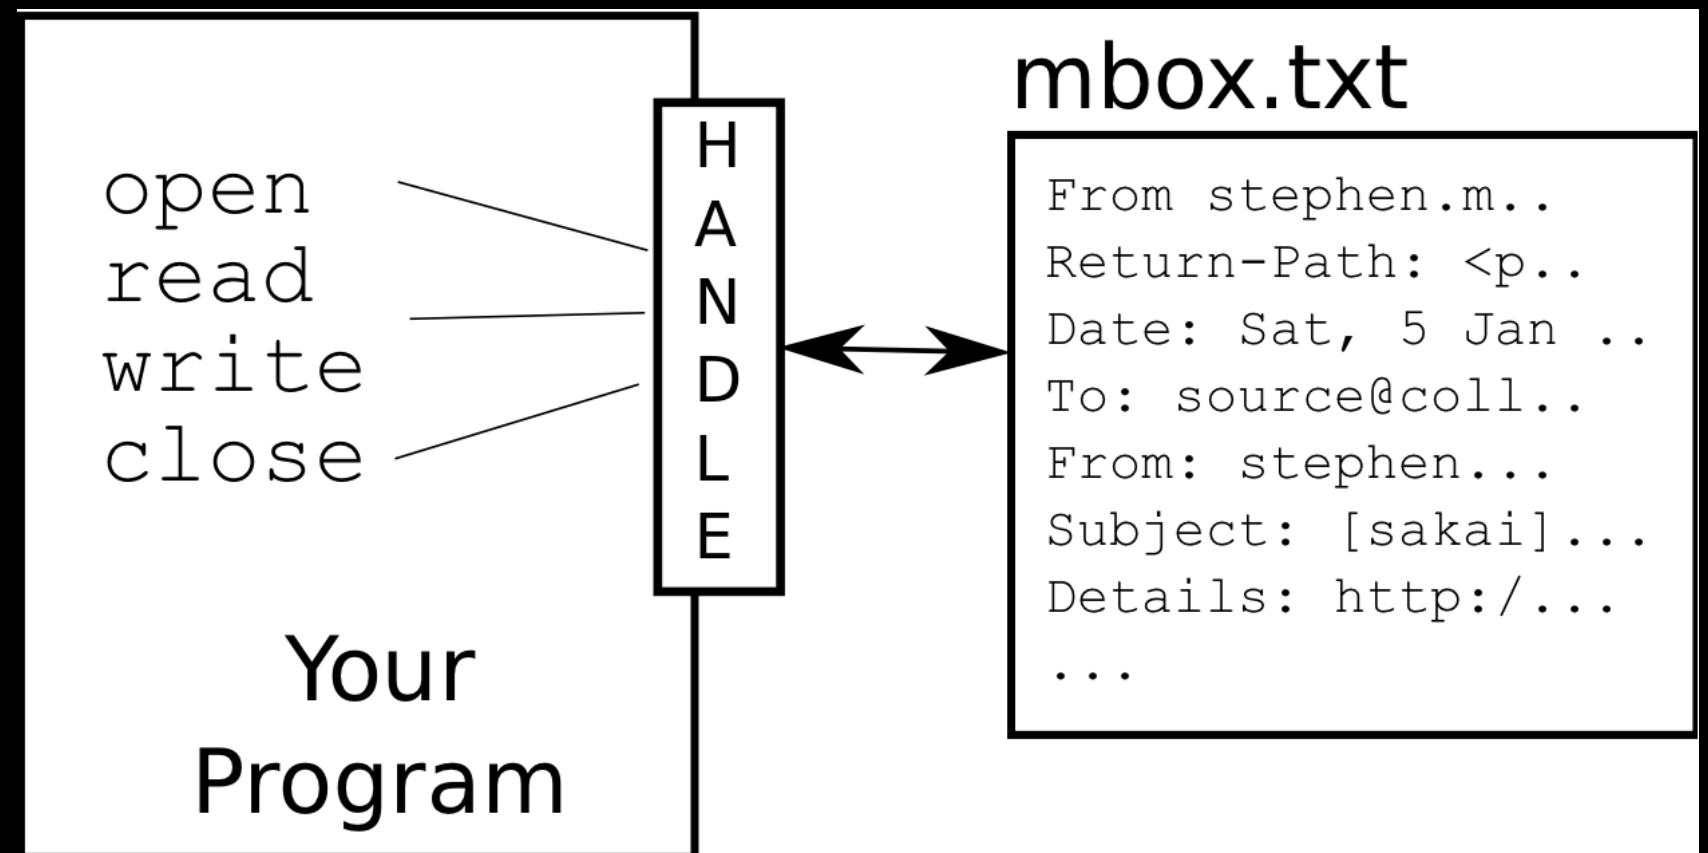 open
read
write
close
Your
Program
HANDLE
mbox.txt
From stephen.m..
Return-Path: <p..
Date: Sat, 5 Jan ..
To: source@coll..
From: stephen...
Subject: [sakai]...
Details: http:/...
...